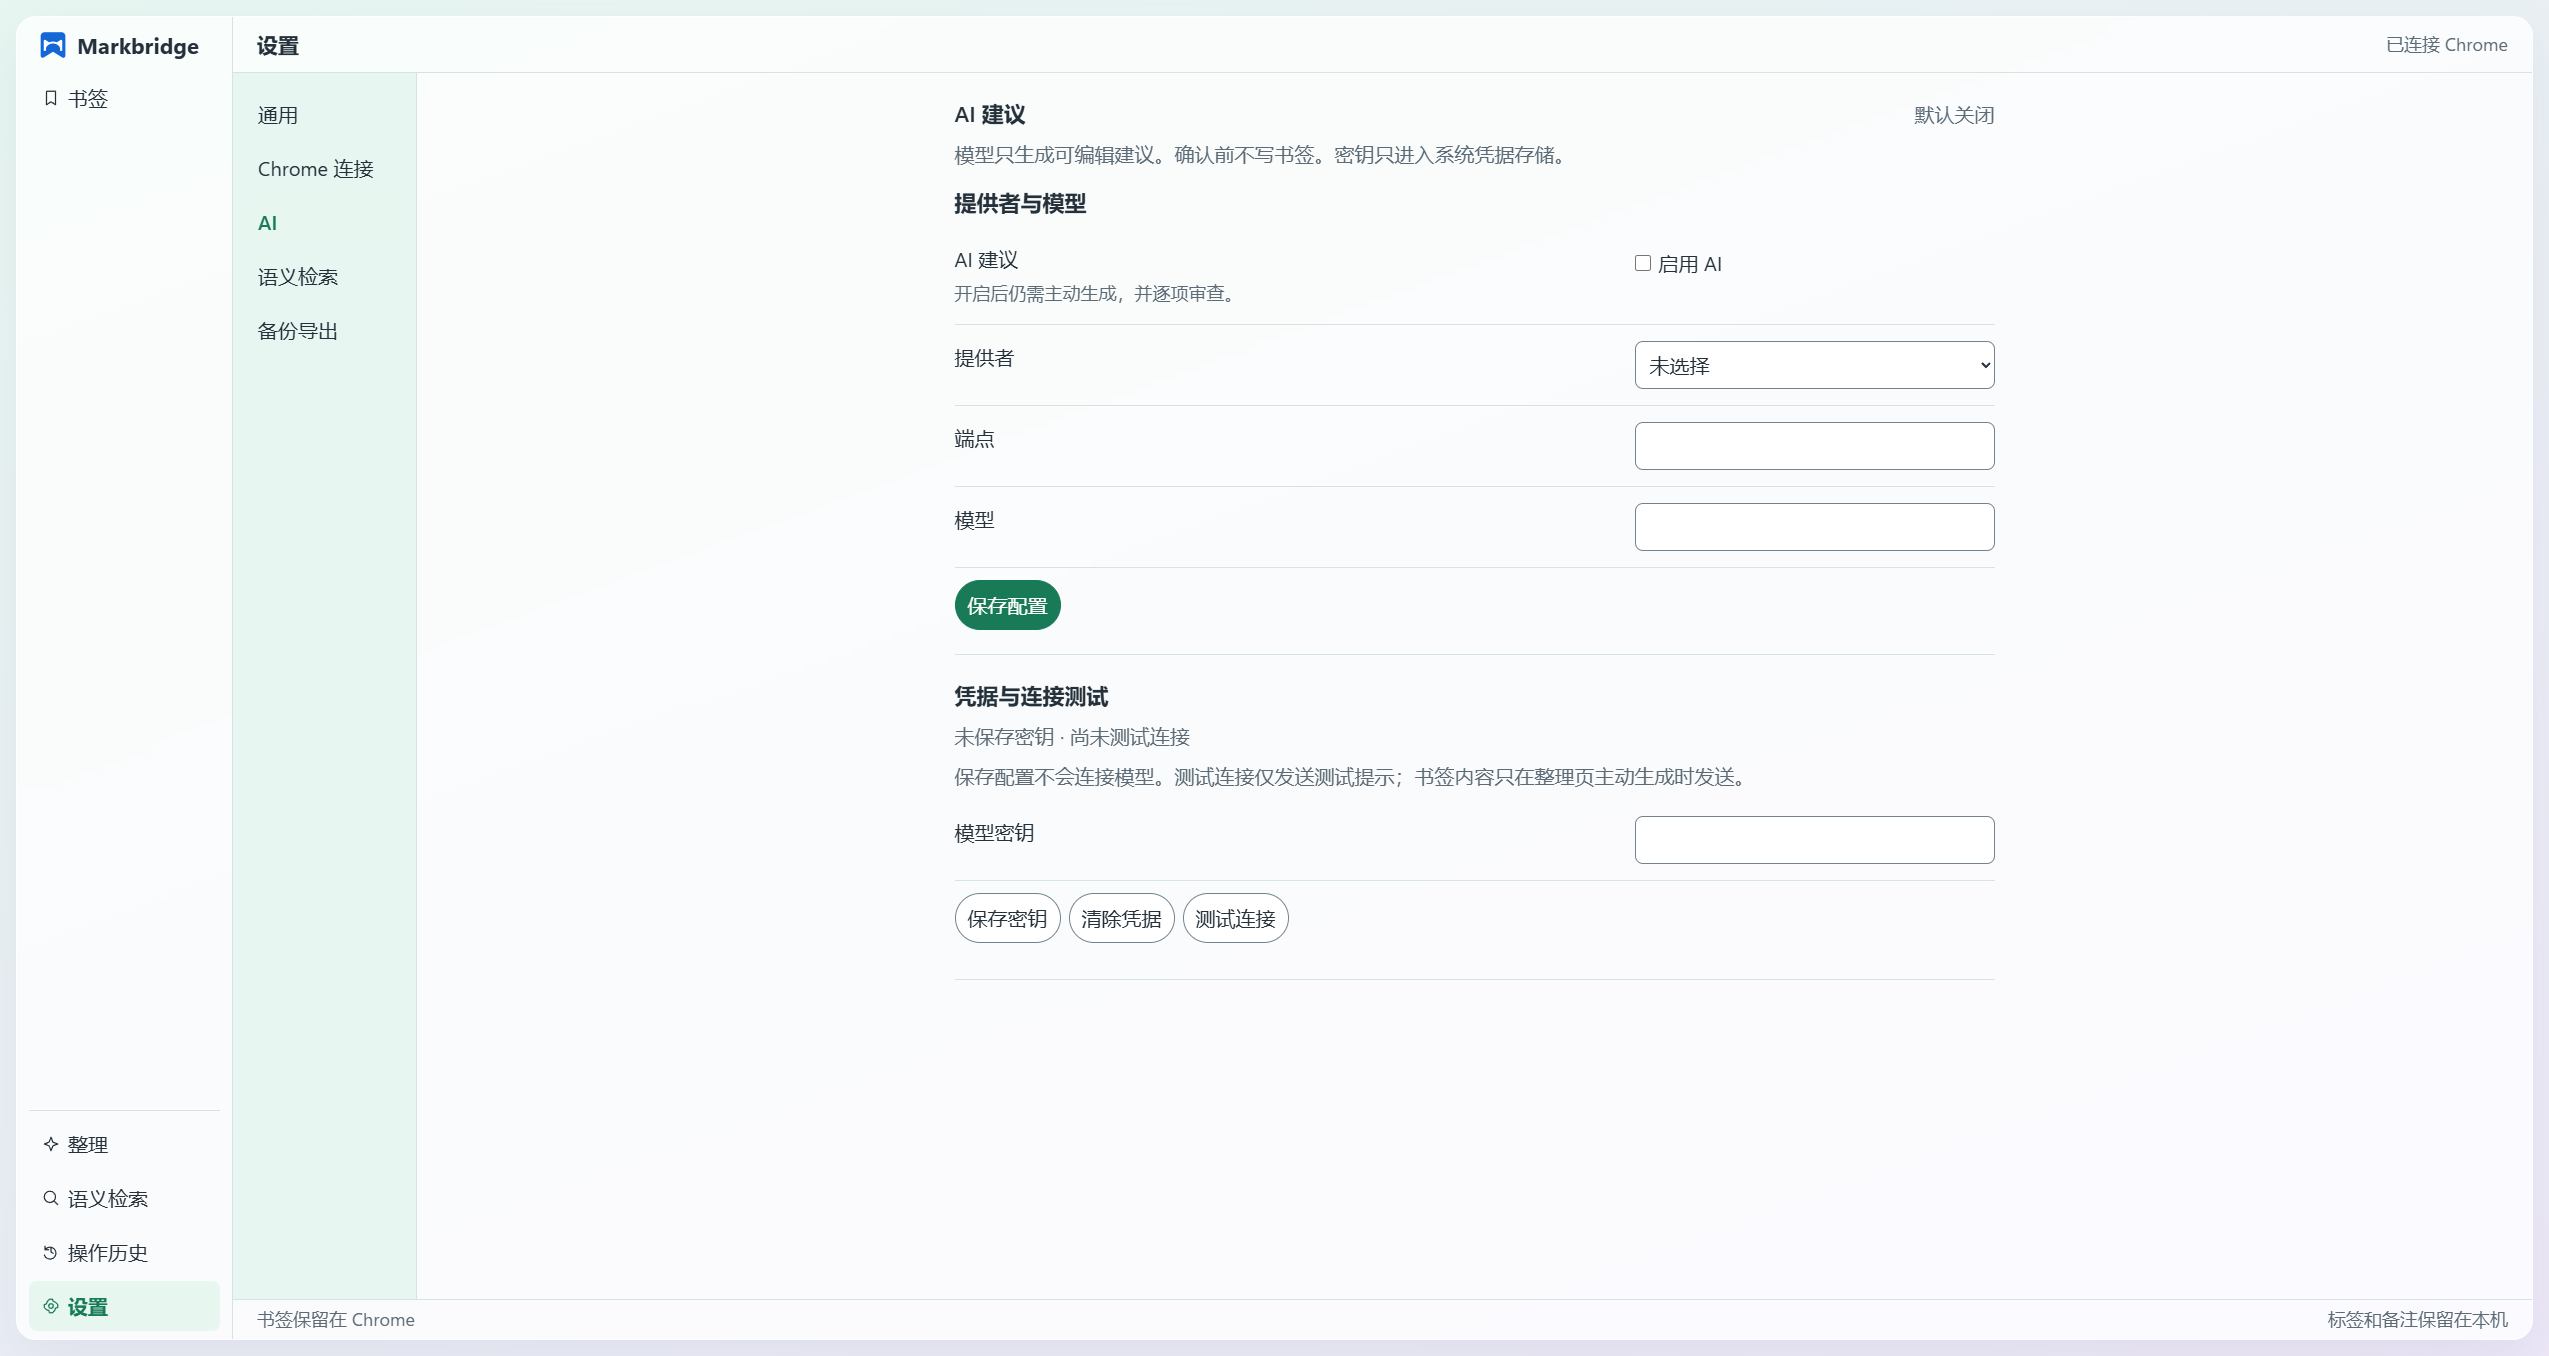 Markbridge
书签
整理
语义检索
操作历史
设置
设置
已连接 Chrome
通用
Chrome 连接
AI
语义检索
备份导出
AI 建议
默认关闭
模型只生成可编辑建议。确认前不写书签。密钥只进入系统凭据存储。
提供者与模型
AI 建议
启用 AI
开启后仍需主动生成，并逐项审查。
提供者
未选择
端点
模型
保存配置
凭据与连接测试
未保存密钥 · 尚未测试连接
保存配置不会连接模型。测试连接仅发送测试提示；书签内容只在整理页主动生成时发送。
模型密钥
保存密钥
清除凭据
测试连接
书签保留在 Chrome
标签和备注保留在本机